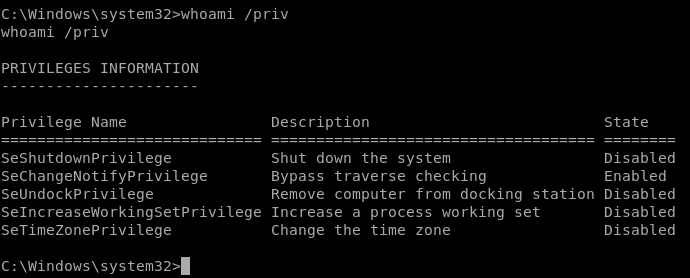 C:\Windows\system32>whoami /priv
whoami /priv

PRIVILEGES INFORMATION
----------------------

Privilege Name                Description                          State
============================= ==================================== ========
SeShutdownPrivilege           Shut down the system                 Disabled
SeChangeNotifyPrivilege       Bypass traverse checking             Enabled
SeUndockPrivilege             Remove computer from docking station Disabled
SeIncreaseWorkingSetPrivilege Increase a process working set       Disabled
SeTimeZonePrivilege           Change the time zone                 Disabled

C:\Windows\system32>